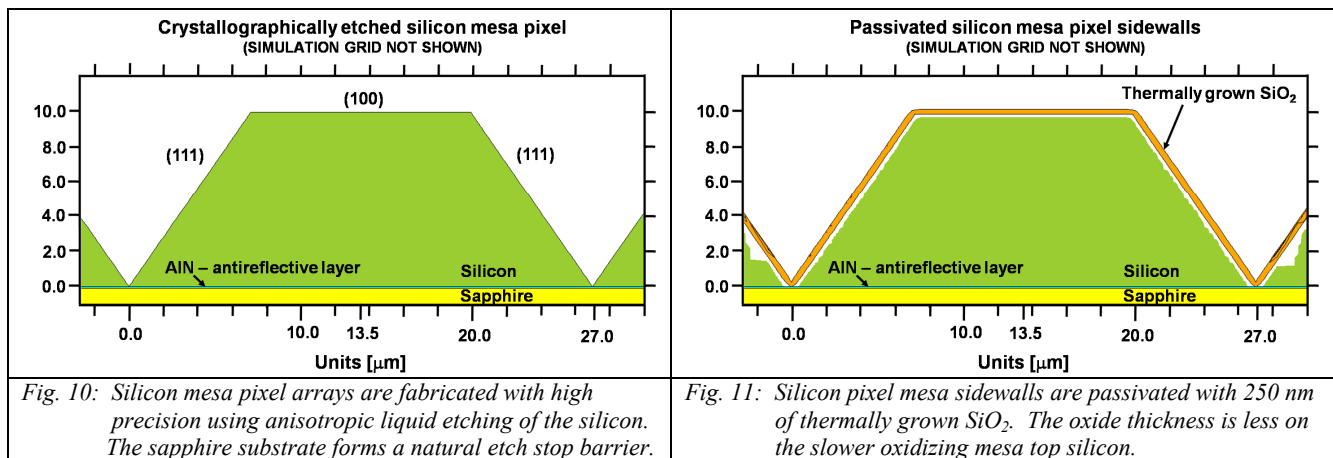 Crystallographically etched silicon mesa pixel
(SIMULATION GRID NOT SHOWN)
(100)
10.0
8.0
(111)
(111)
6.0
4.0
2.0
AlN – antireflective layer
Silicon
0.0
Sapphire
0.0
10.0
13.5
20.0
27.0
Units [μm]
Fig. 10: Silicon mesa pixel arrays are fabricated with high
precision using anisotropic liquid etching of the silicon.
The sapphire substrate forms a natural etch stop barrier.
Passivated silicon mesa pixel sidewalls
(SIMULATION GRID NOT SHOWN)
Thermally grown SiO₂
10.0
8.0
6.0
4.0
2.0
AlN – antireflective layer
Silicon
0.0
Sapphire
0.0
10.0
13.5
20.0
27.0
Units [μm]
Fig. 11: Silicon pixel mesa sidewalls are passivated with 250 nm
of thermally grown SiO₂. The oxide thickness is less on
the slower oxidizing mesa top silicon.